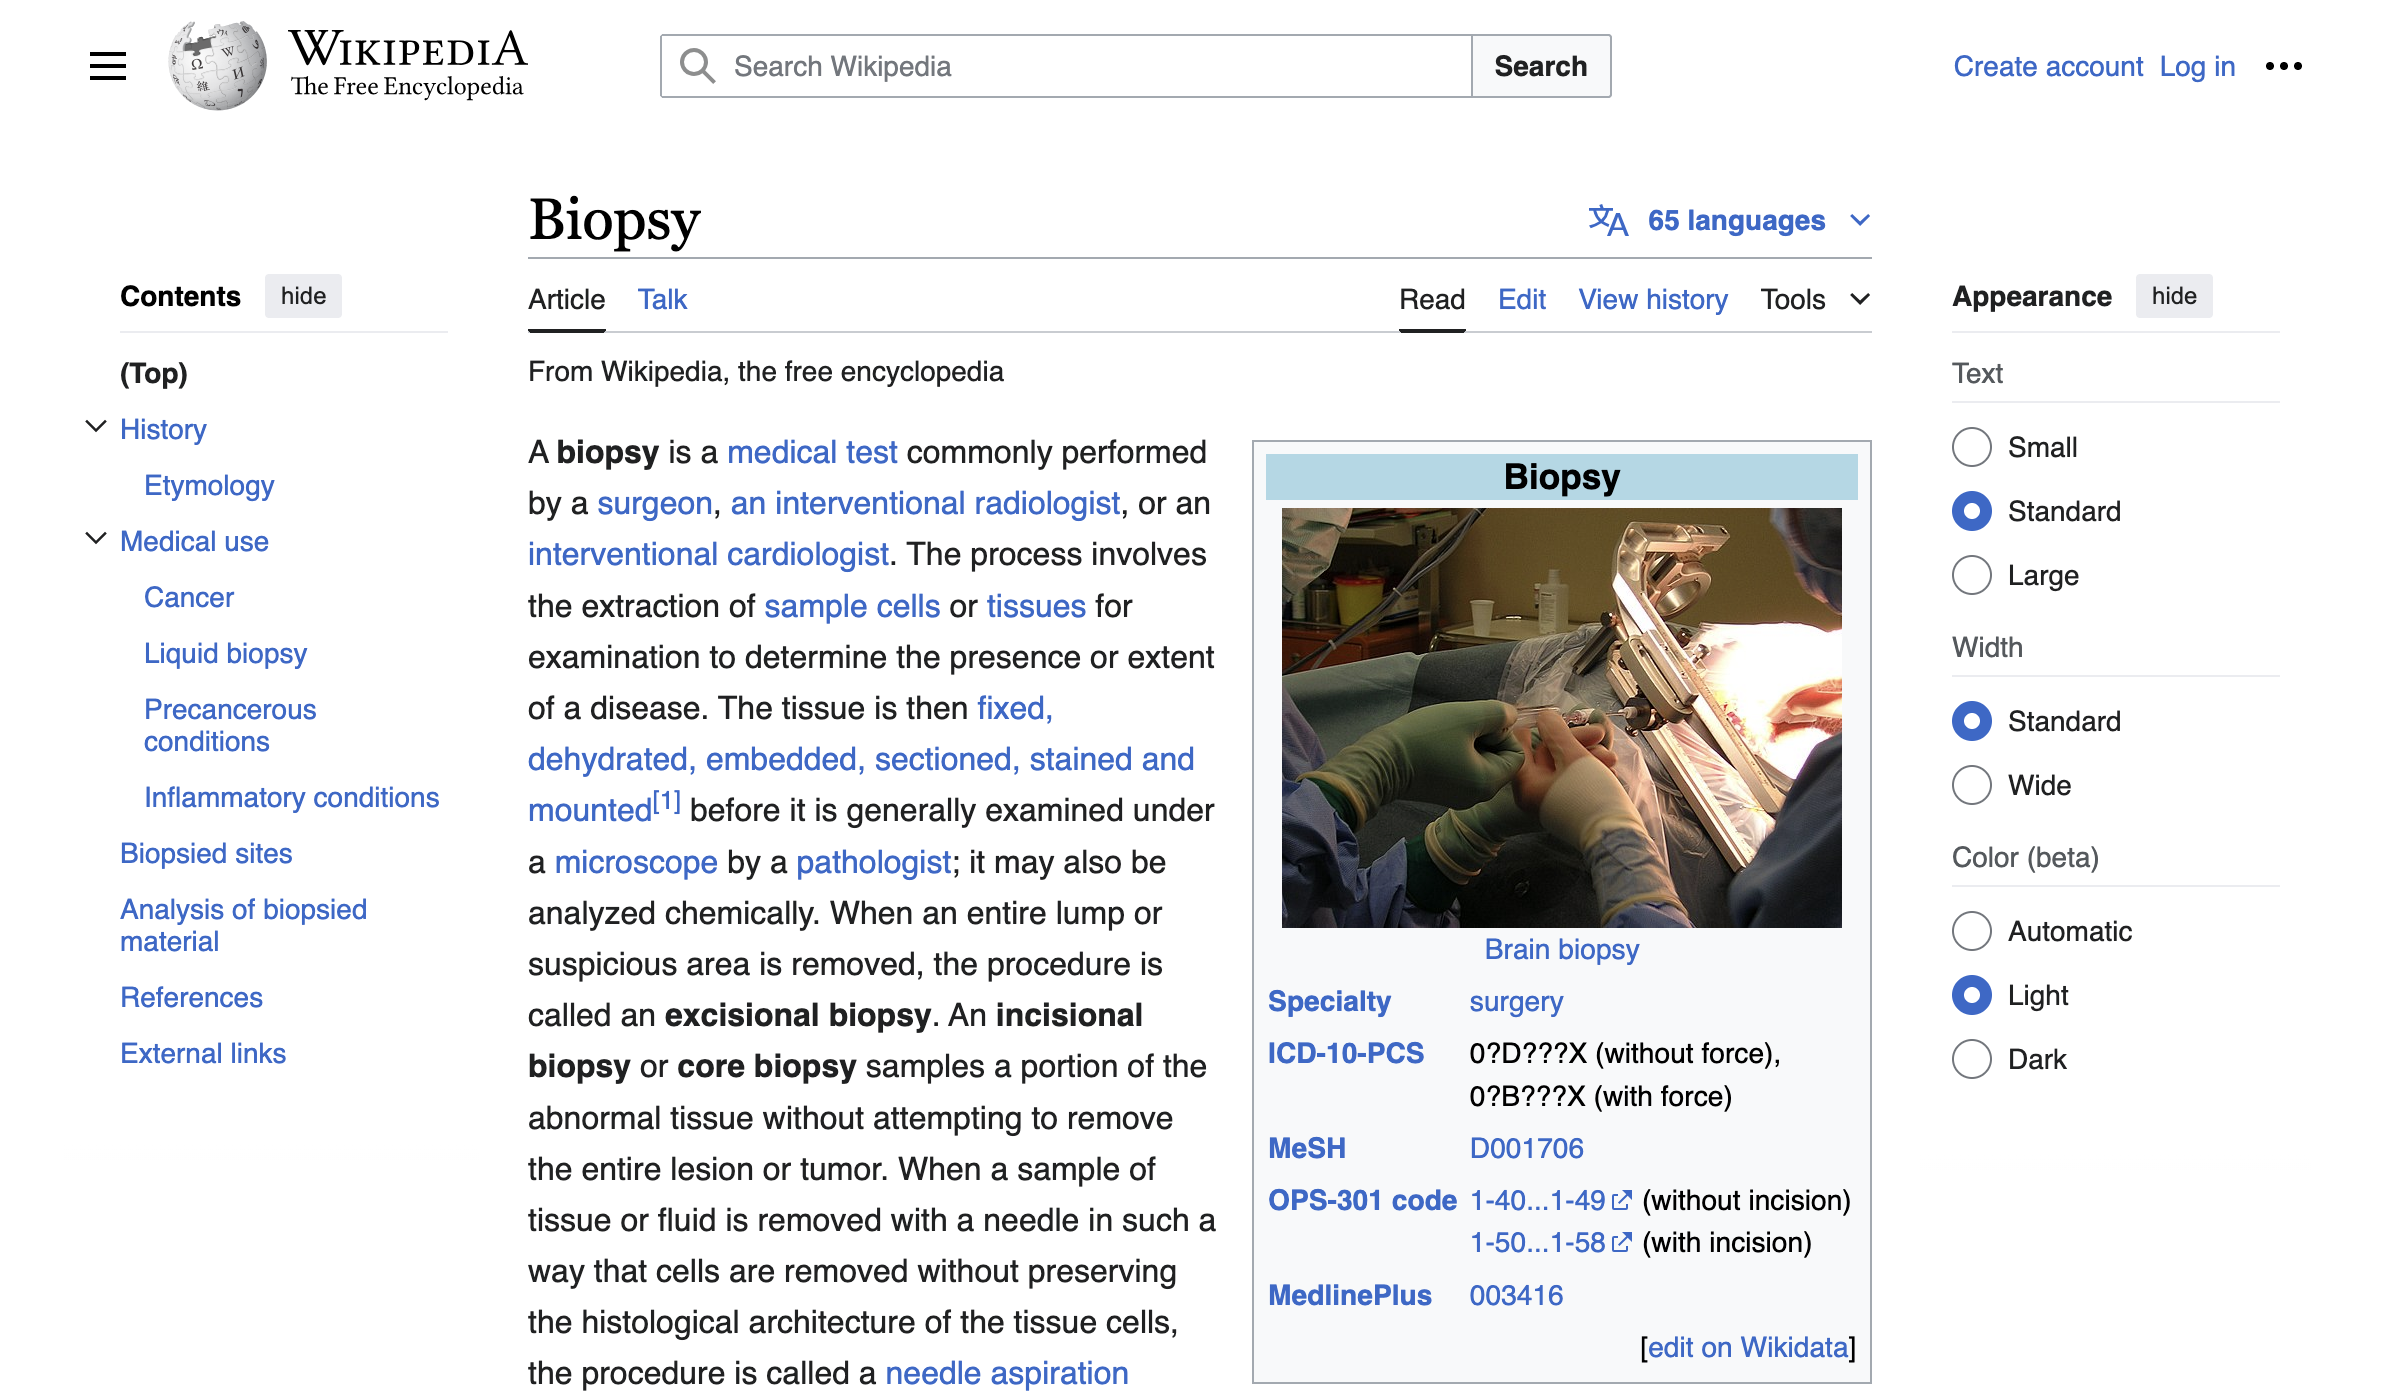 WIKIPEDIA
The Free Encyclopedia
Search Wikipedia
Search
Create account Log in
Biopsy
65 languages
Contents hide
(Top)
History
Etymology
Medical use
Cancer
Liquid biopsy
Precancerous
conditions
Inflammatory conditions
Biopsied sites
Analysis of biopsied
material
References
External links
Article Talk
Read Edit View history Tools
From Wikipedia, the free encyclopedia
A biopsy is a medical test commonly performed
by a surgeon, an interventional radiologist, or an
interventional cardiologist. The process involves
the extraction of sample cells or tissues for
examination to determine the presence or extent
of a disease. The tissue is then fixed,
dehydrated, embedded, sectioned, stained and
mounted[1] before it is generally examined under
a microscope by a pathologist; it may also be
analyzed chemically. When an entire lump or
suspicious area is removed, the procedure is
called an excisional biopsy. An incisional
biopsy or core biopsy samples a portion of the
abnormal tissue without attempting to remove
the entire lesion or tumor. When a sample of
tissue or fluid is removed with a needle in such a
way that cells are removed without preserving
the histological architecture of the tissue cells,
the procedure is called a needle aspiration
Biopsy
Brain biopsy
Specialty surgery
ICD-10-PCS 0?D???X (without force),
0?B???X (with force)
MeSH D001706
OPS-301 code 1-40...1-49 (without incision)
1-50...1-58 (with incision)
MedlinePlus 003416
[edit on Wikidata]
Appearance hide
Text
Small
Standard
Large
Width
Standard
Wide
Color (beta)
Automatic
Light
Dark